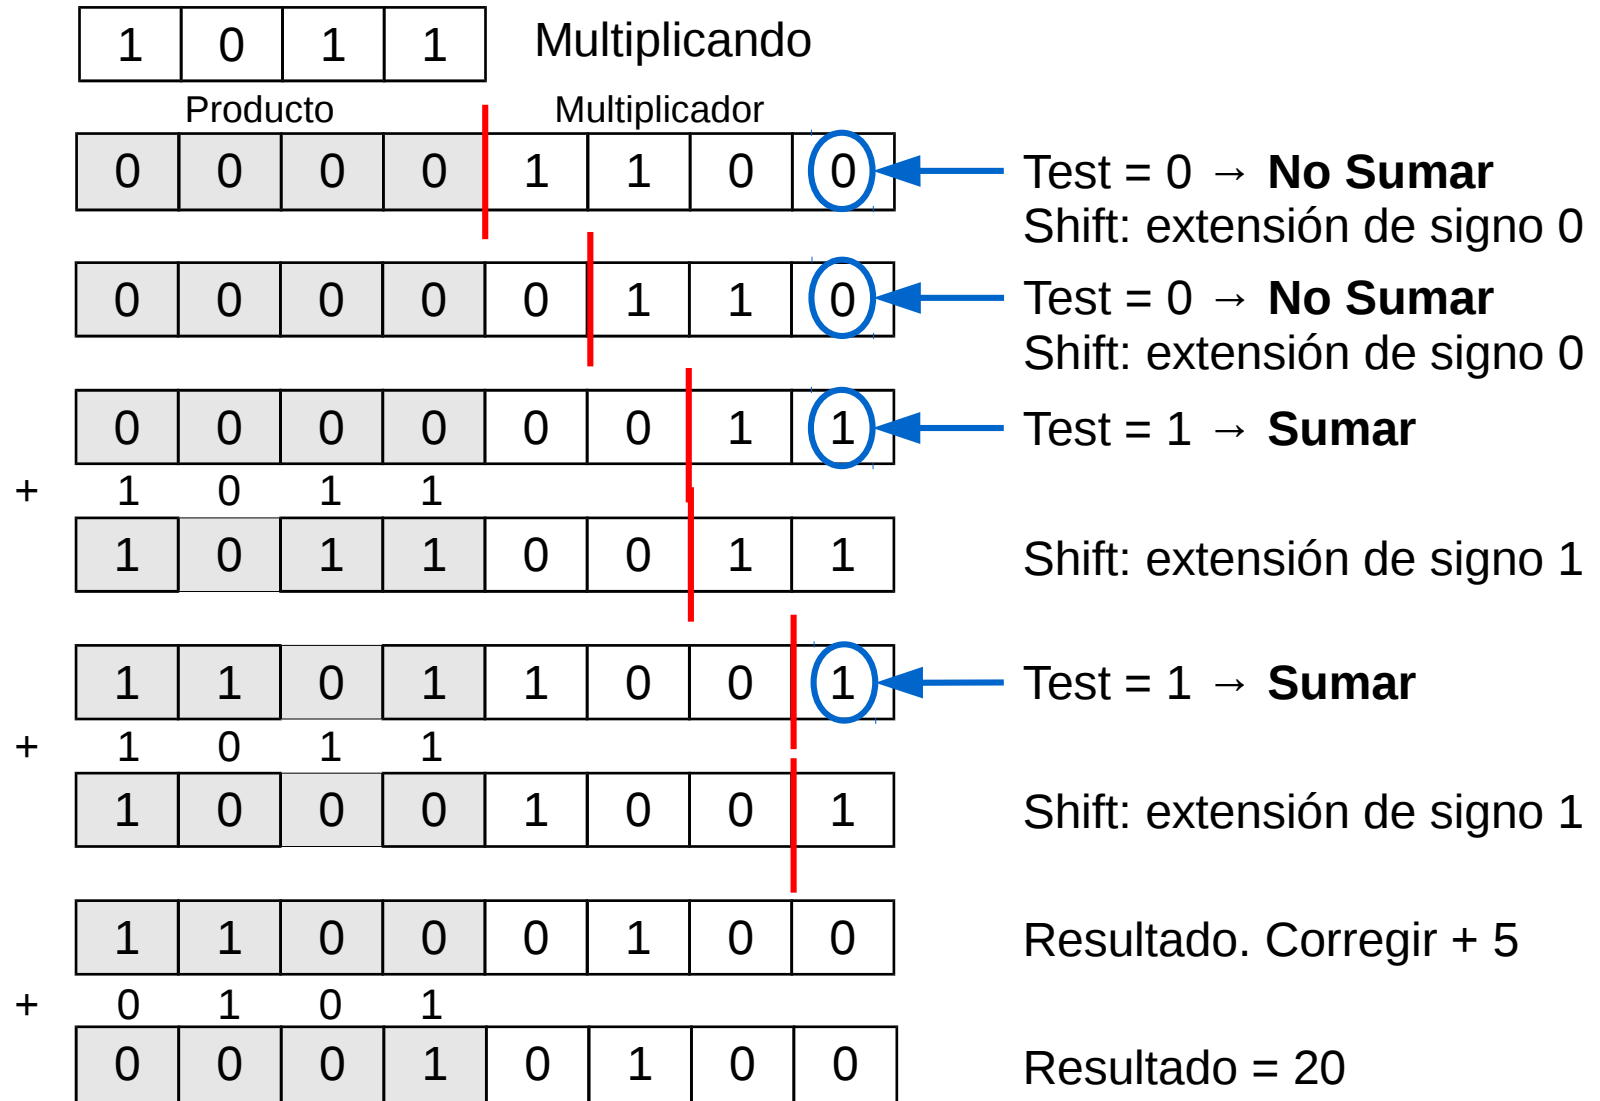 1 0 1 1 Multiplicando
Producto Multiplicador
0 0 0 0 1 1 0 0 Test = 0 → No Sumar
Shift: extensión de signo 0
0 0 0 0 0 1 1 0 Test = 0 → No Sumar
Shift: extensión de signo 0
0 0 0 0 0 0 1 1 Test = 1 → Sumar
+ 1 0 1 1
1 0 1 1 0 0 1 1 Shift: extensión de signo 1
1 1 0 1 1 0 0 1 Test = 1 → Sumar
+ 1 0 1 1
1 0 0 0 1 0 0 1 Shift: extensión de signo 1
1 1 0 0 0 1 0 0 Resultado. Corregir + 5
+ 0 1 0 1
0 0 0 1 0 1 0 0 Resultado = 20